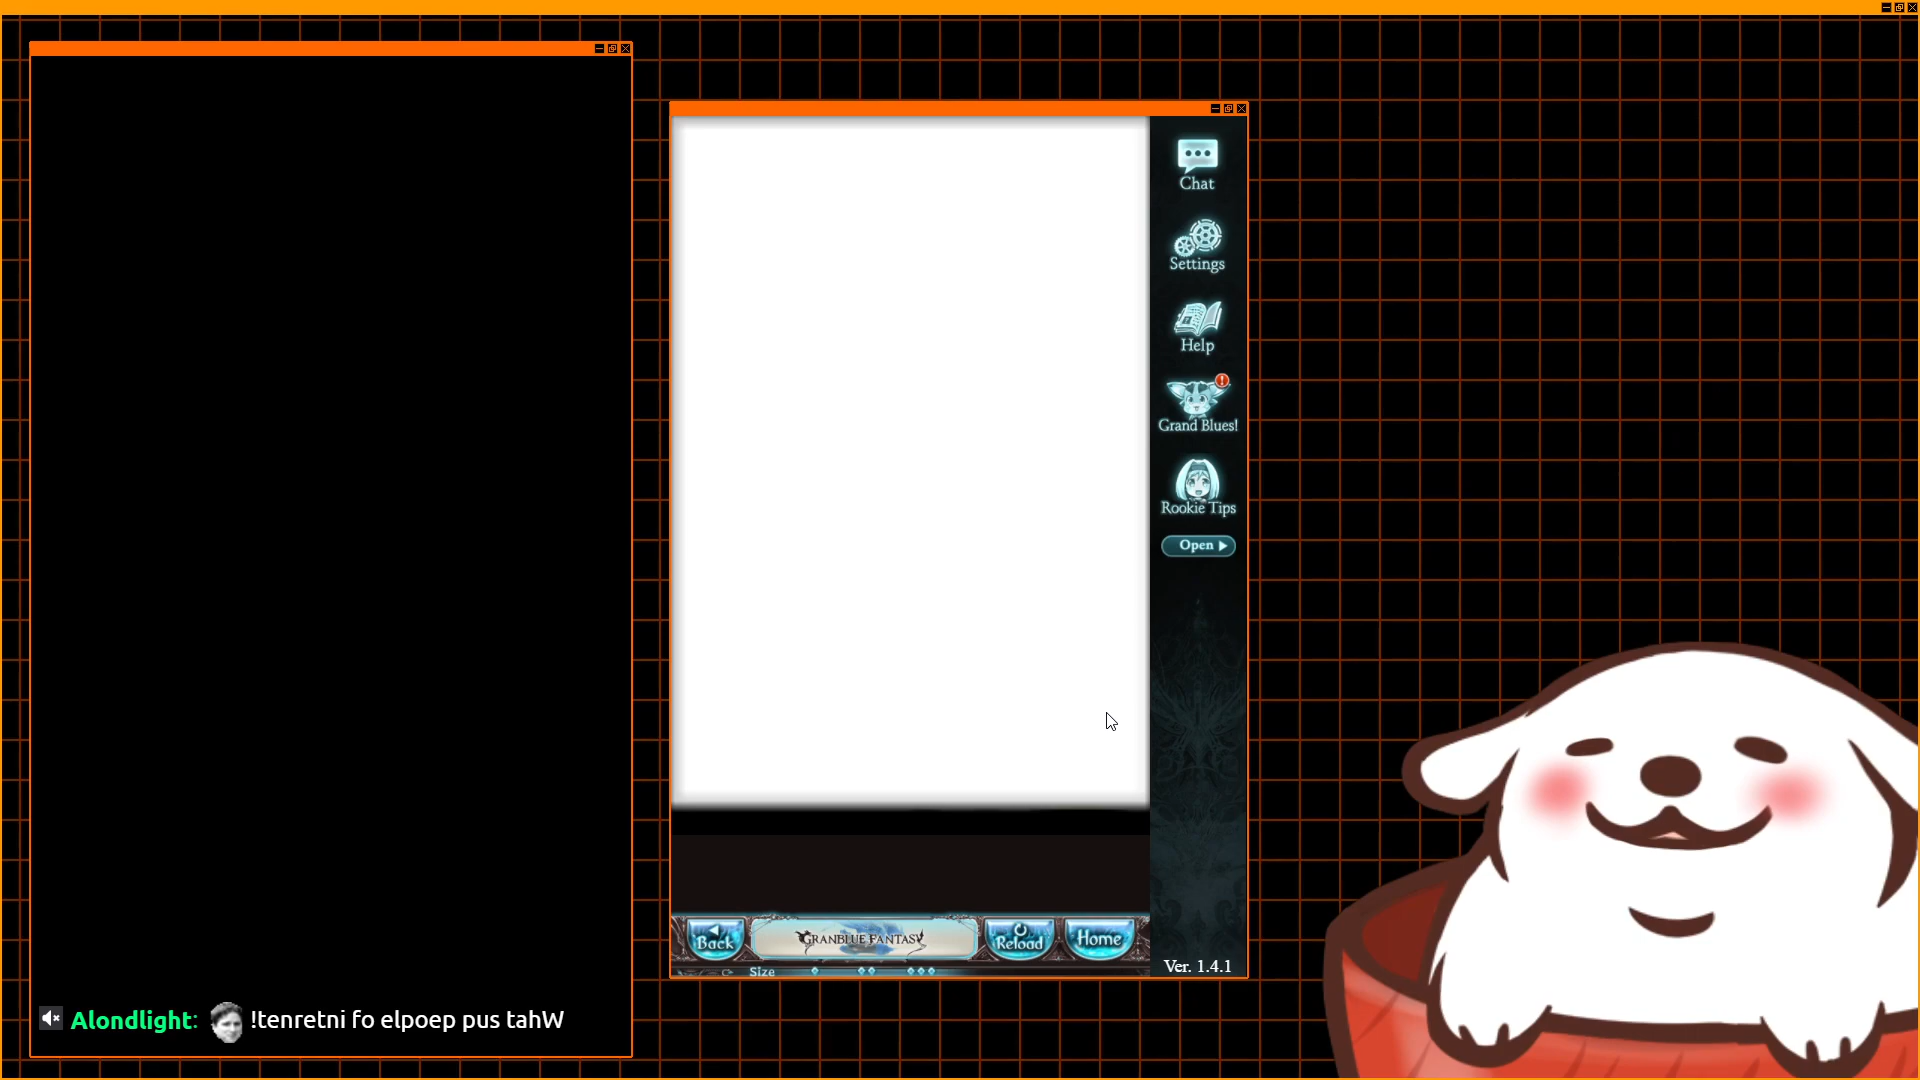 Chat
Settings
Help
Grand Blues!
Rookie Tips
Open
Back
GRANBLUE FANTASY
Reload
Home
Size
Ver. 1.4.1
Alondlight: !tenretni fo elpoep pus tahW